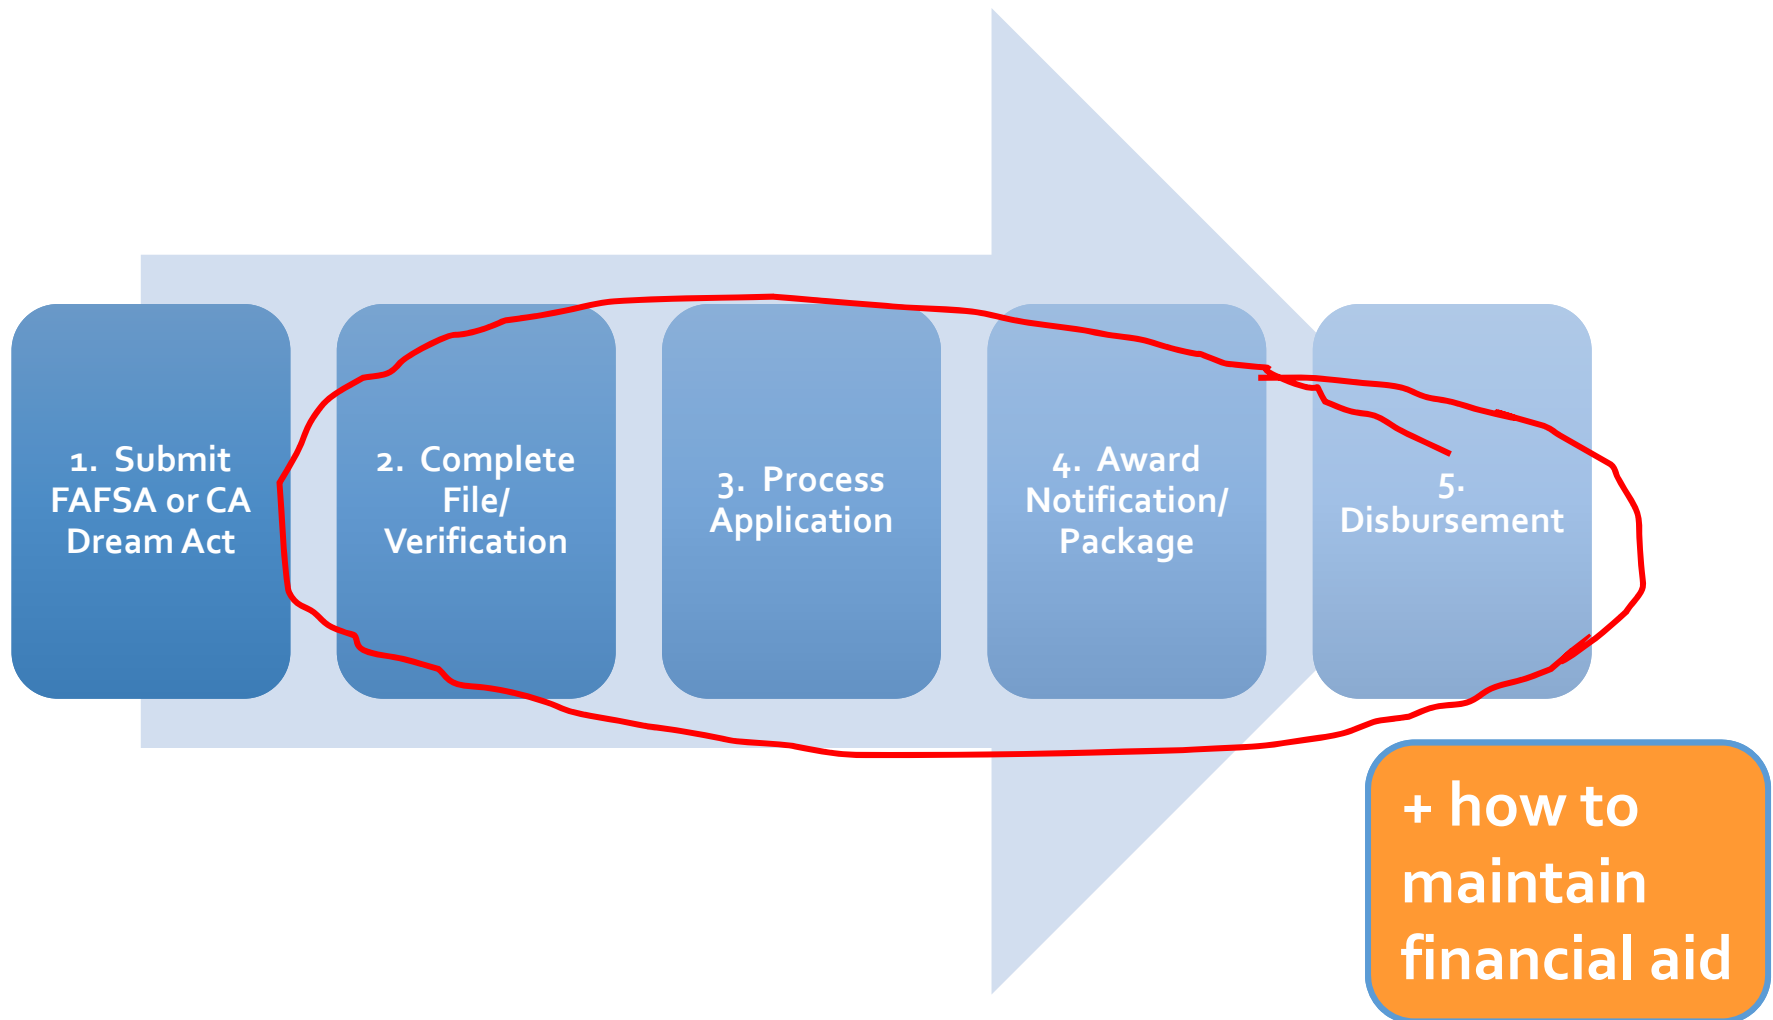 1. Submit
FAFSA or CA
Dream Act
2. Complete
File/
Verification
3. Process
Application
4. Award
Notification/
Package
5.
Disbursement
+ how to
maintain
financial aid